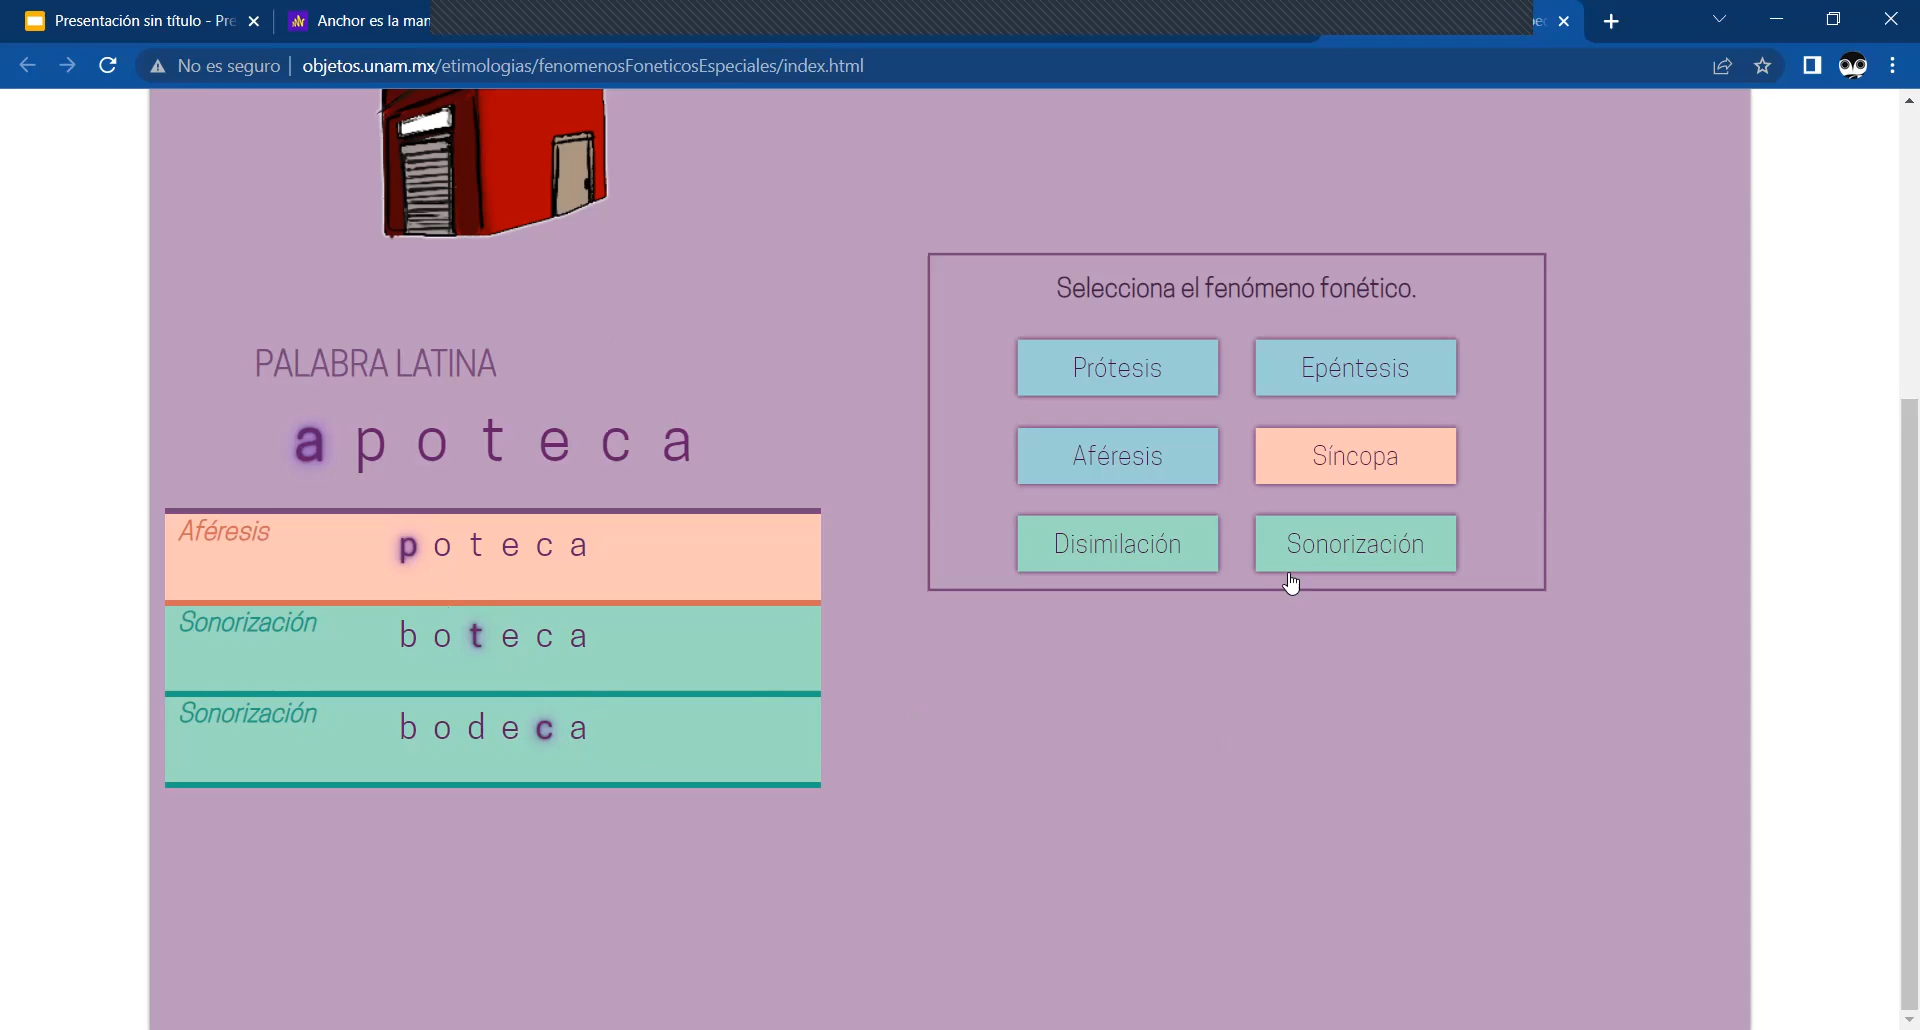 Presentación sin título - Pre
Anchor es la man
No es seguro | objetos.unam.mx/etimologias/fenomenosFoneticosEspeciales/index.html
Selecciona el fenómeno fonético.
Prótesis Epéntesis
Aféresis Síncopa
Disimilación Sonorización
PALABRA LATINA
a p o t e c a
Aféresis p o t e c a
Sonorización b o t e c a
Sonorización b o d e c a